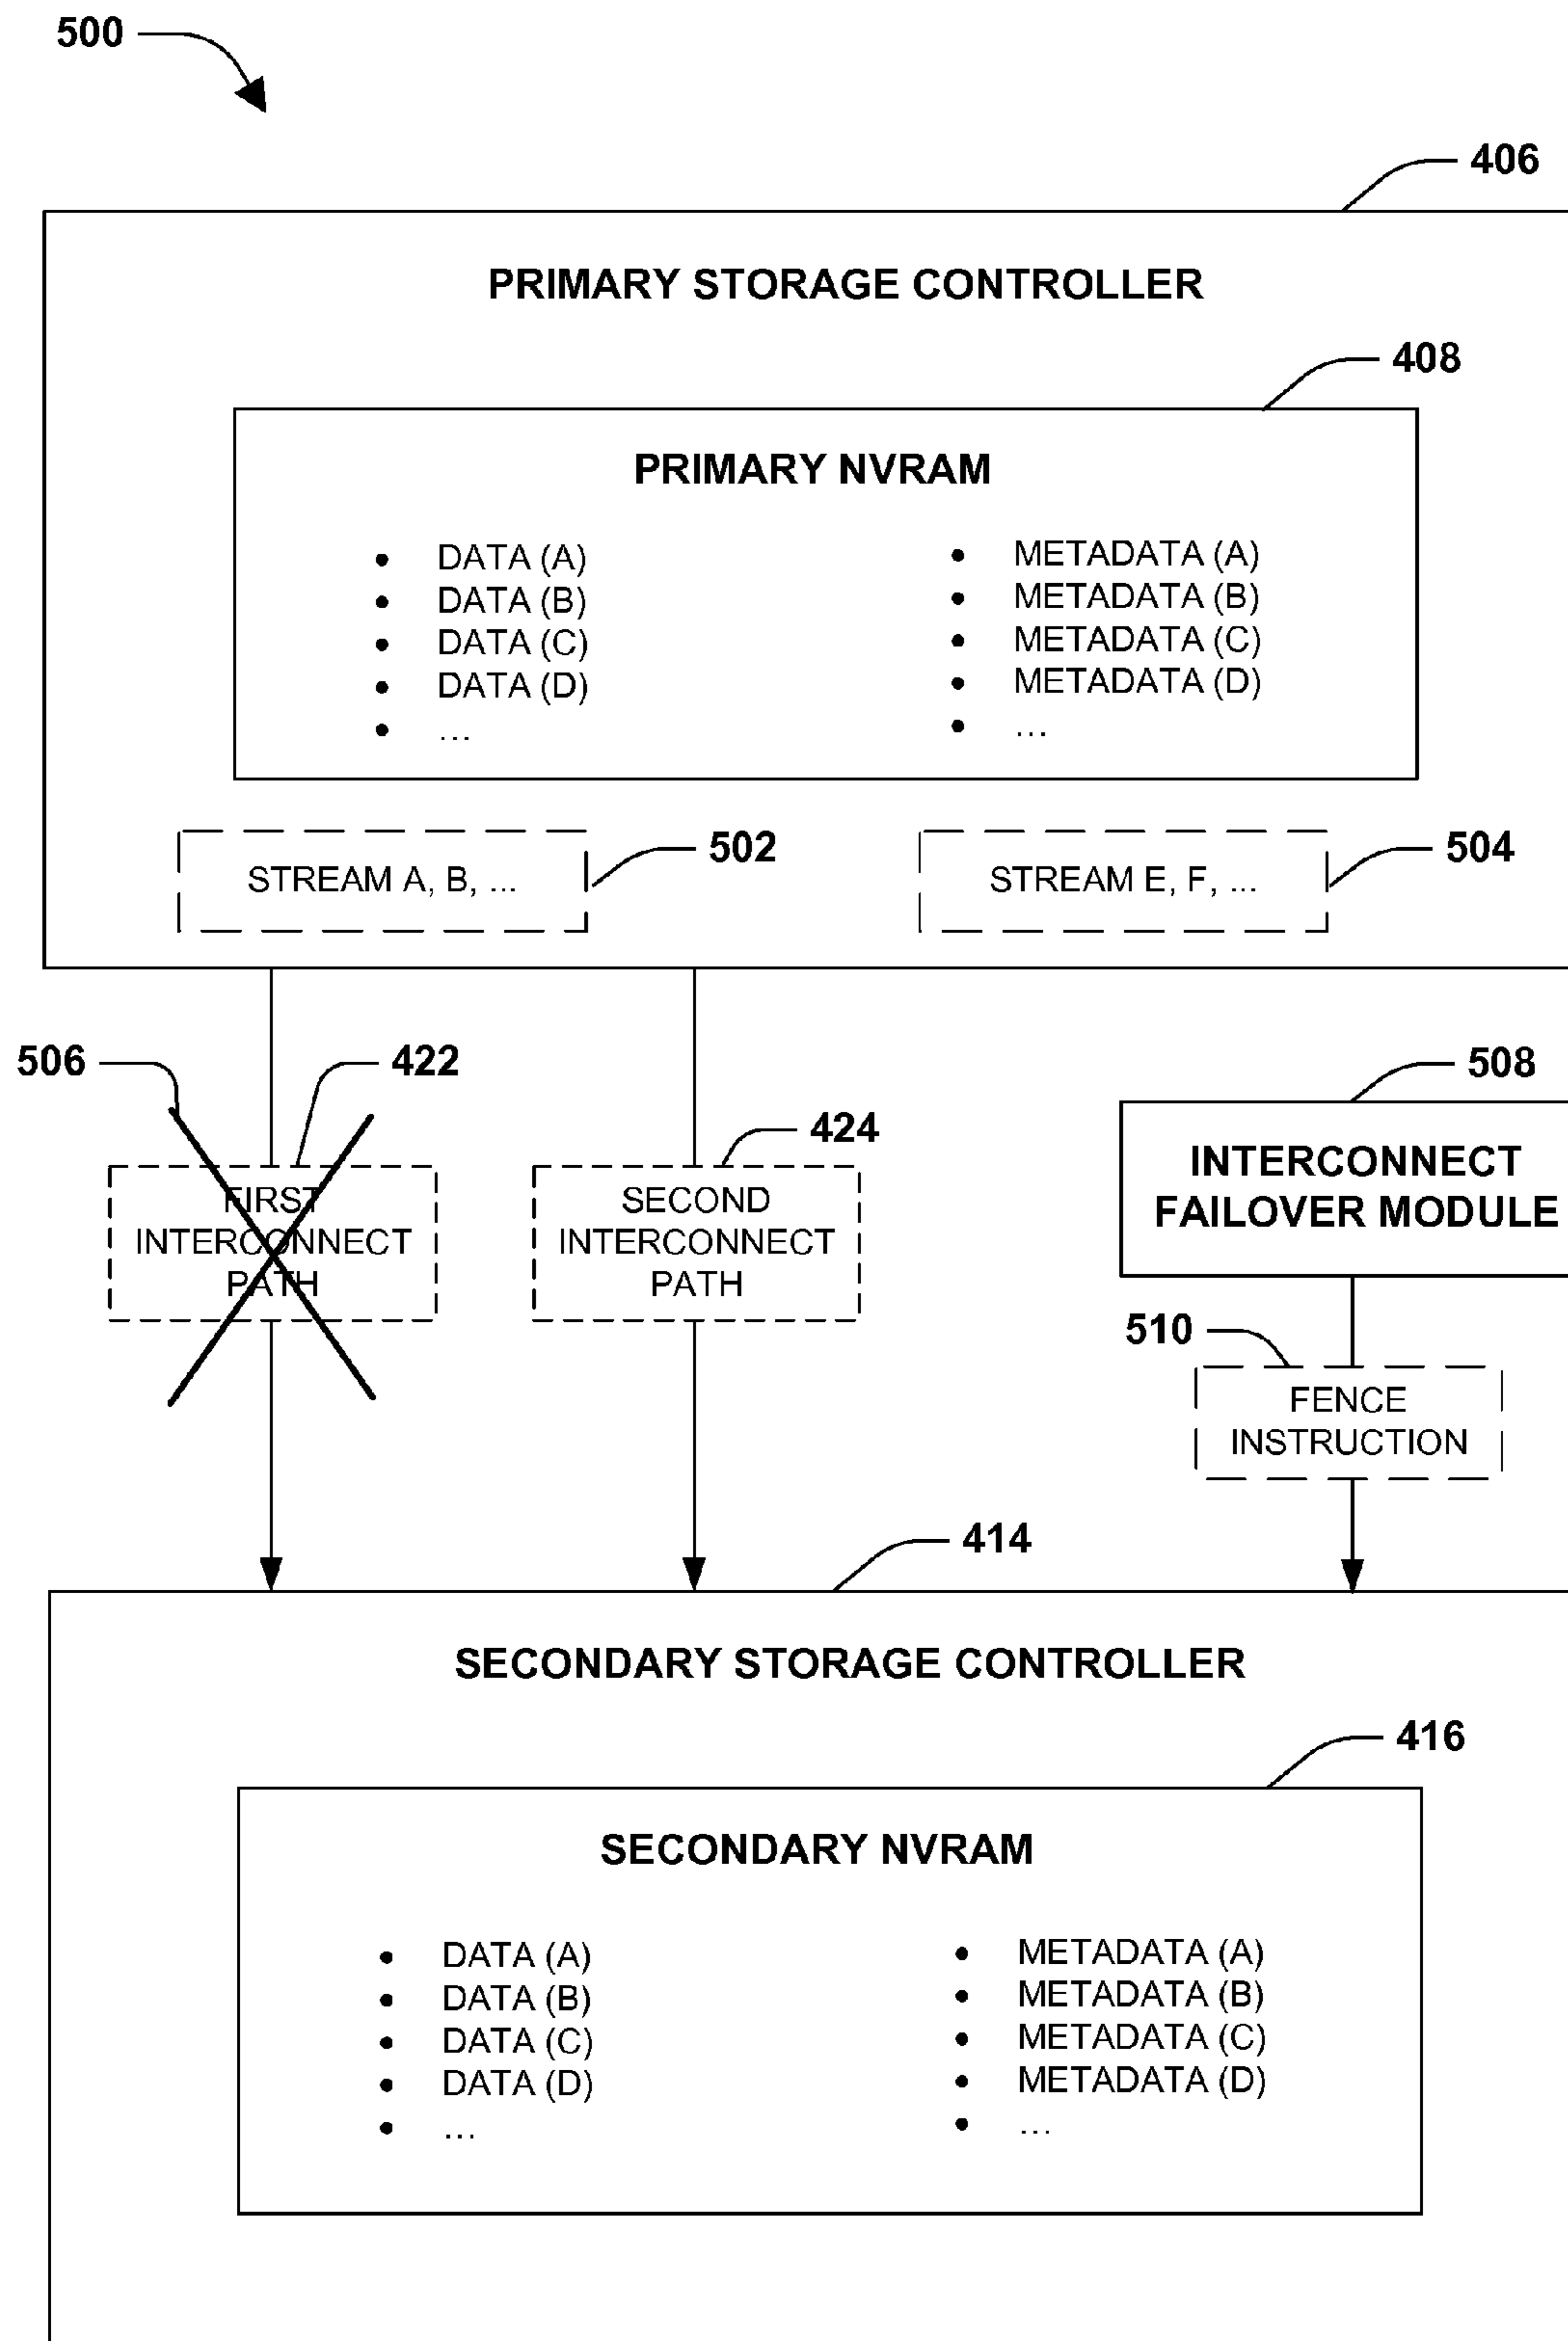 500
406
PRIMARY STORAGE CONTROLLER
408
PRIMARY NVRAM
• DATA (A)
• DATA (B)
• DATA (C)
• DATA (D)
• ...
• METADATA (A)
• METADATA (B)
• METADATA (C)
• METADATA (D)
• ...
STREAM A, B, ...
502
STREAM E, F, ...
504
506
422
FIRST
INTERCONNECT
PATH
424
SECOND
INTERCONNECT
PATH
508
INTERCONNECT
FAILOVER MODULE
510
FENCE
INSTRUCTION
414
SECONDARY STORAGE CONTROLLER
416
SECONDARY NVRAM
• DATA (A)
• DATA (B)
• DATA (C)
• DATA (D)
• ...
• METADATA (A)
• METADATA (B)
• METADATA (C)
• METADATA (D)
• ...